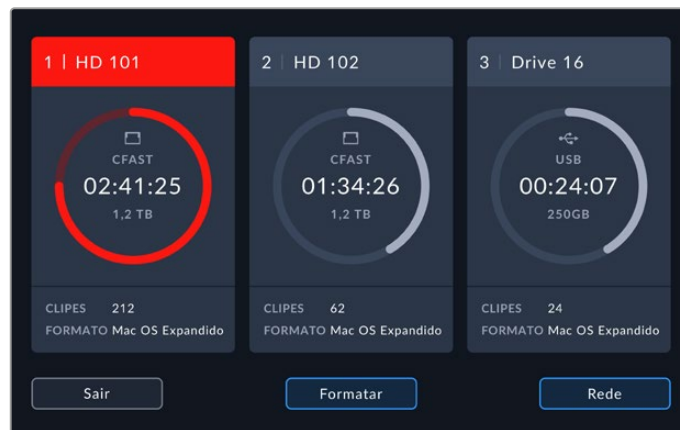 1 | HD 101
CFAST
02:41:25
1,2 TB
CLIPES 212
FORMATO Mac OS Expandido
2 | HD 102
CFAST
01:34:26
1,2 TB
CLIPES 62
FORMATO Mac OS Expandido
3 | Drive 16
USB
00:24:07
250GB
CLIPES 24
FORMATO Mac OS Expandido
Sair
Formatar
Rede